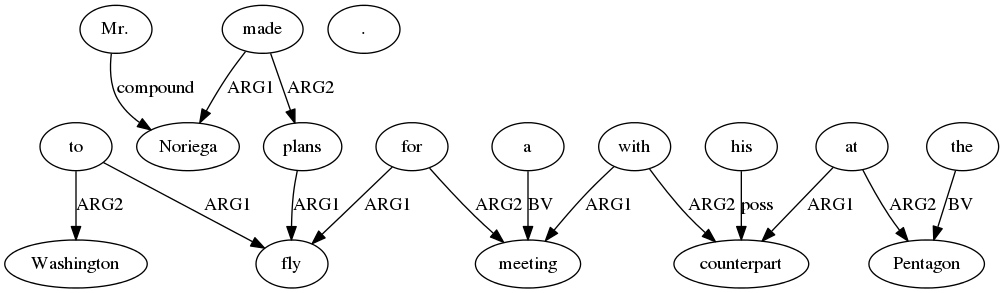 Mr. made .
compound ARG1 ARG2
to Noriega plans for a with his at the
ARG2 ARG1 ARG1 ARG1 ARG2 BV ARG1 ARG2 poss ARG1 ARG2 BV
Washington fly meeting counterpart Pentagon